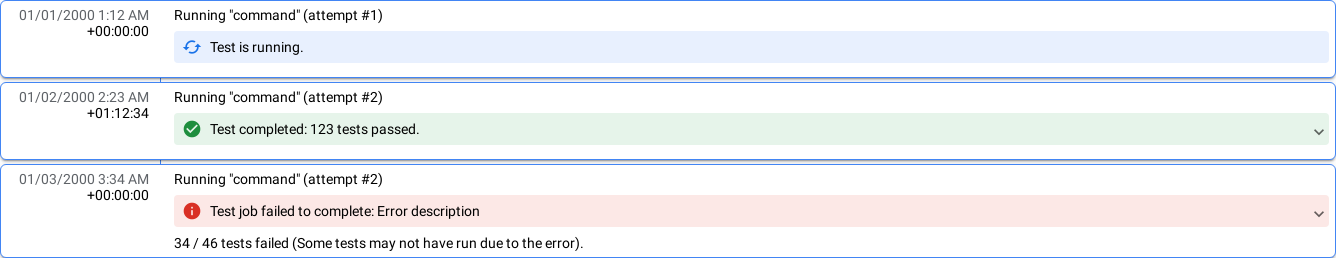 01/01/2000 1:12 AM Running "command" (attempt #1)
+00:00:00
Test is running.
01/02/2000 2:23 AM Running "command" (attempt #2)
+01:12:34
Test completed: 123 tests passed.
01/03/2000 3:34 AM Running "command" (attempt #2)
+00:00:00
Test job failed to complete: Error description
34 / 46 tests failed (Some tests may not have run due to the error).